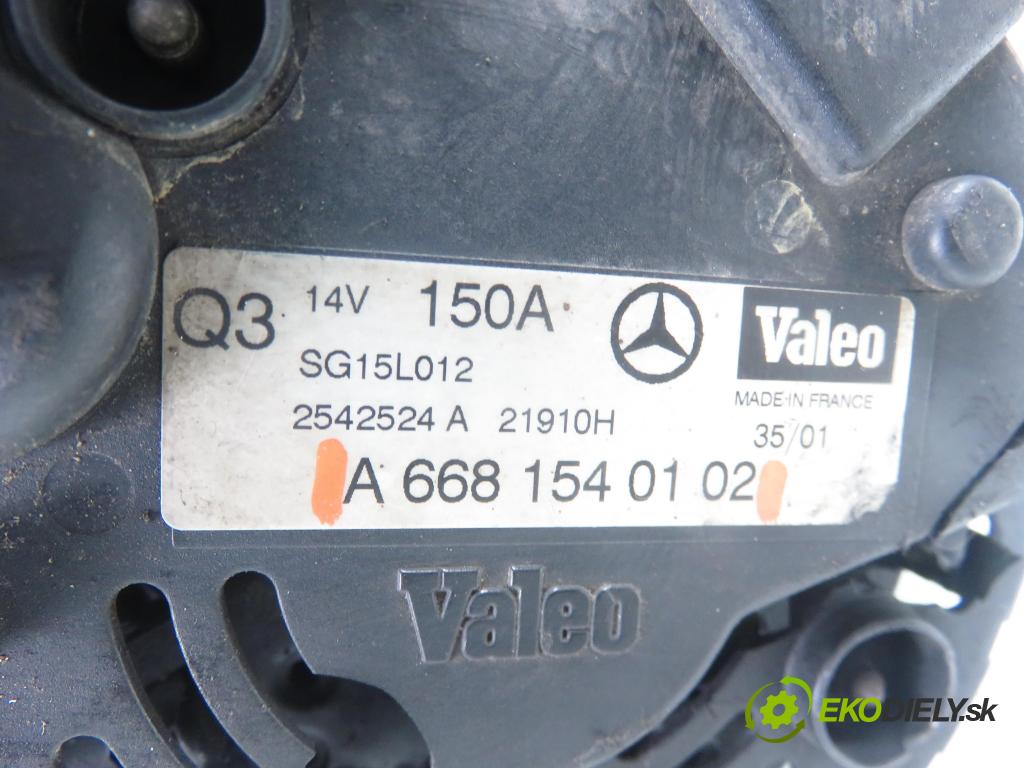 Q3 14V 150A Valeo
SG15L012
MADE IN FRANCE
2542524 A 21910H 35/01
A 668 154 01 02
Valeo
EKODIELY.sk